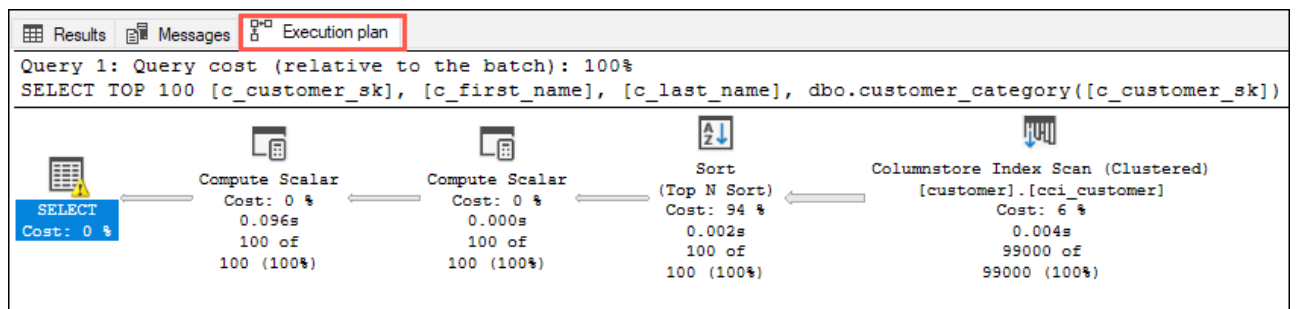 Results Messages Execution plan
Query 1: Query cost (relative to the batch): 100%
SELECT TOP 100 [c_customer_sk], [c_first_name], [c_last_name], dbo.customer_category([c_customer_sk])
SELECT
Cost: 0 %
Compute Scalar
Cost: 0 %
0.096s
100 of
100 (100%)
Compute Scalar
Cost: 0 %
0.000s
100 of
100 (100%)
Sort
(Top N Sort)
Cost: 94 %
0.002s
100 of
100 (100%)
Columnstore Index Scan (Clustered)
[customer].[cci_customer]
Cost: 6 %
0.004s
99000 of
99000 (100%)